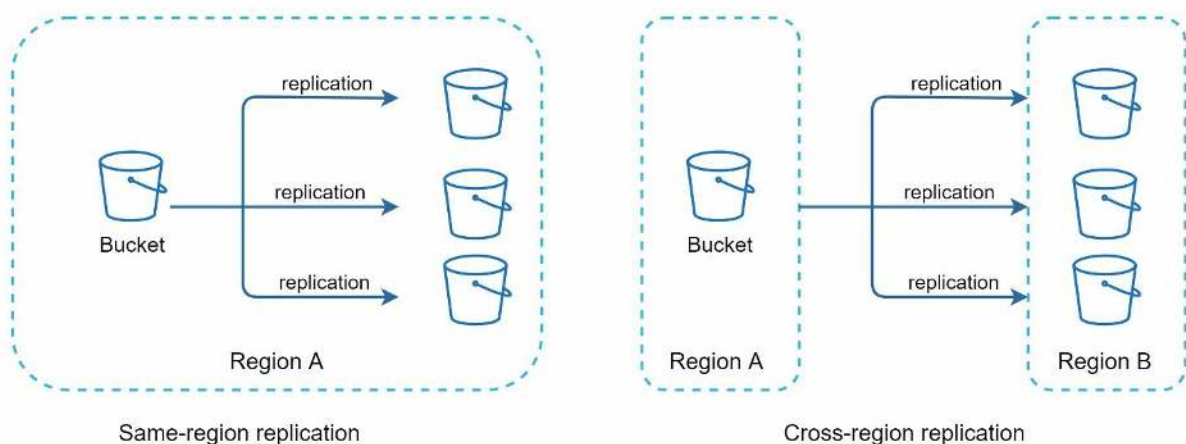 replication
replication
Bucket
replication
Region A
Same-region replication
replication
replication
Bucket
replication
Region A
Region B
Cross-region replication